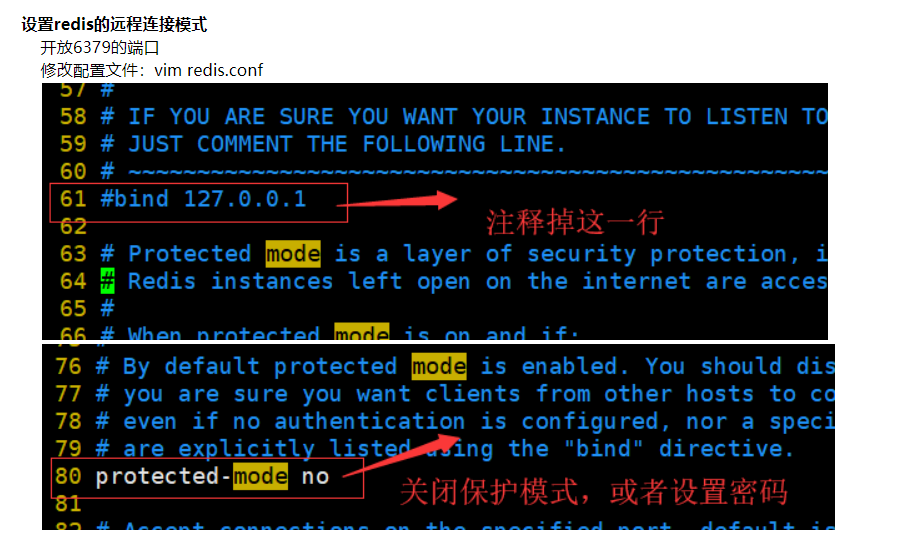 设置redis的远程连接模式
开放6379的端口
修改配置文件：vim redis.conf
57 #
58 # IF YOU ARE SURE YOU WANT YOUR INSTANCE TO LISTEN TO
59 # JUST COMMENT THE FOLLOWING LINE.
60 # ~~~~~~~~~~~~~~~~~~~~~~~~~~~~~~~~~~~~~~~~~~~~~~~~~~~
61 #bind 127.0.0.1
注释掉这一行
62
63 # Protected mode is a layer of security protection, i
64 # Redis instances left open on the internet are acces
65 #
66 # When protected mode is on and if:
76 # By default protected mode is enabled. You should dis
77 # you are sure you want clients from other hosts to co
78 # even if no authentication is configured, nor a speci
79 # are explicitly listed using the "bind" directive.
80 protected-mode no
关闭保护模式，或者设置密码
81
82 # Accept connections on the specified port, default is